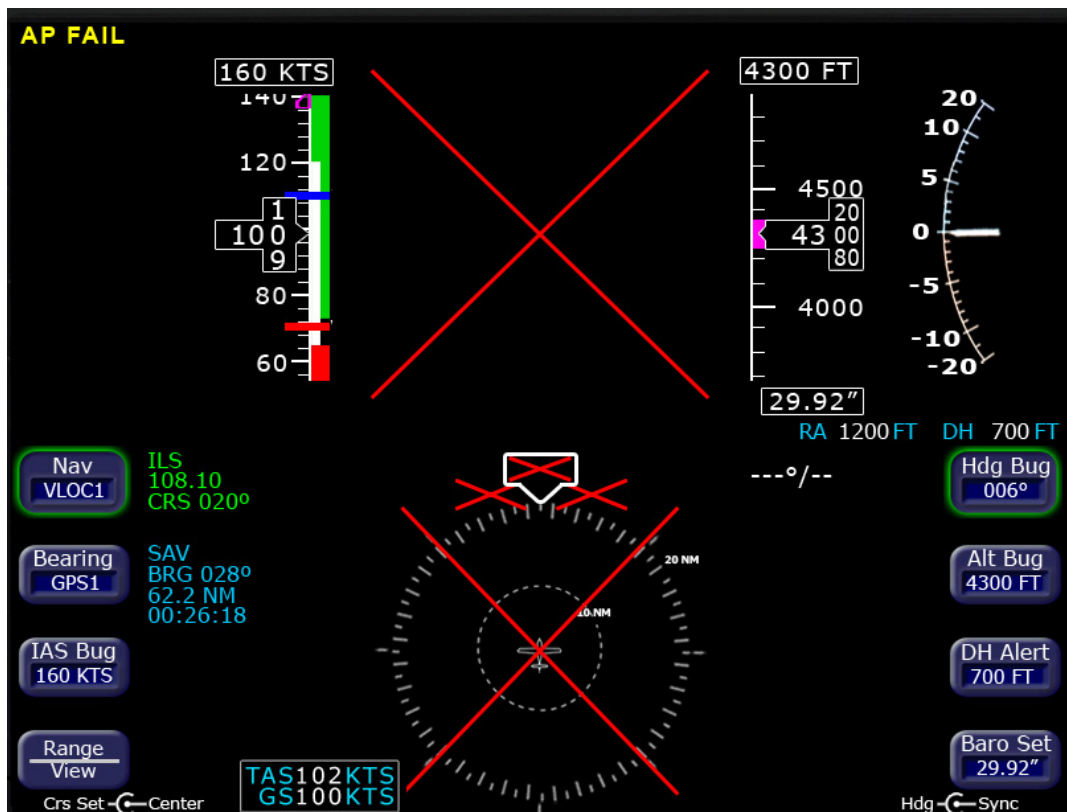 AP FAIL
160 KTS
4300 FT
140
120
1
100
9
80
60
4500
20
43 00
80
4000
20
10
5
0
-5
-10
-20
29.92"
RA 1200 FT DH 700 FT
Nav
VLOC1
ILS
108.10
CRS 020º
---°/--
Hdg Bug
006º
Bearing
GPS1
SAV
BRG 028º
62.2 NM
00:26:18
20 NM
10 NM
Alt Bug
4300 FT
IAS Bug
160 KTS
DH Alert
700 FT
Range
View
TAS102KTS
GS100KTS
Baro Set
29.92"
Crs Set Center
Hdg Sync